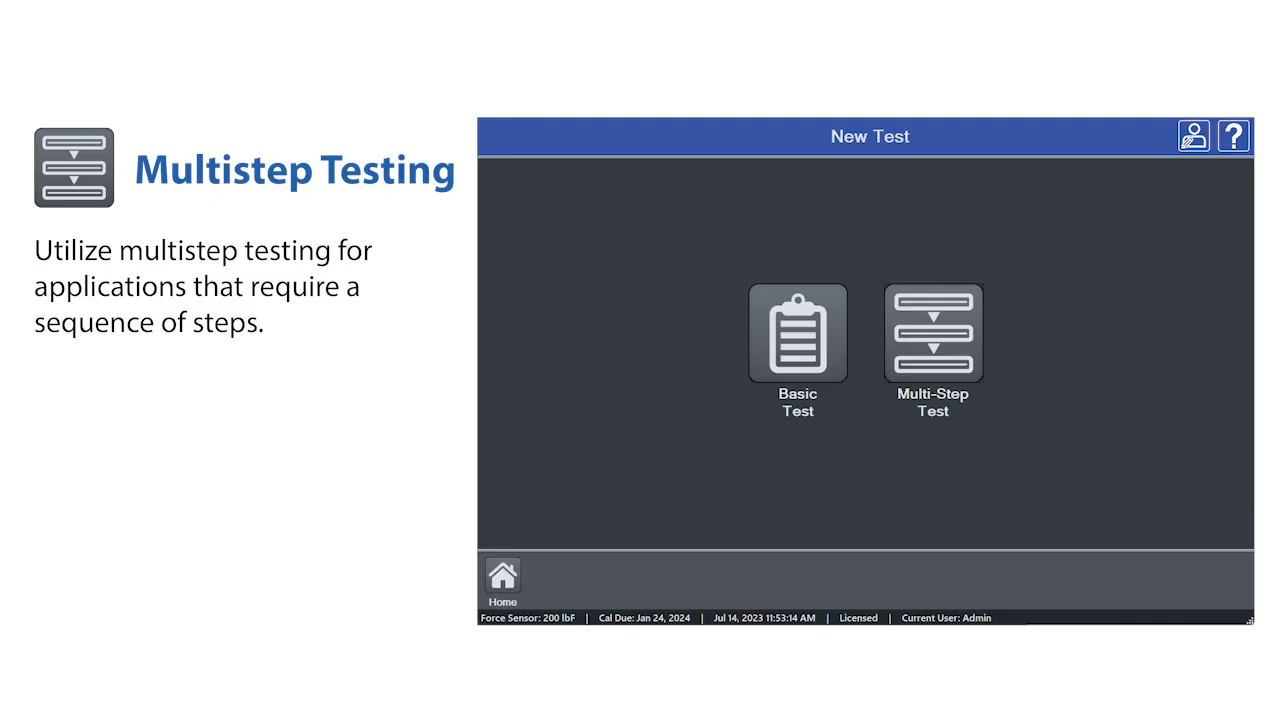 Multistep Testing
Utilize multistep testing for
applications that require a
sequence of steps.
New Test
?
Basic
Test
Multi-Step
Test
Home
Force Sensor: 200 lbF | Cal Due: Jan 24, 2024 | Jul 14, 2023 11:53:14 AM | Licensed | Current User: Admin